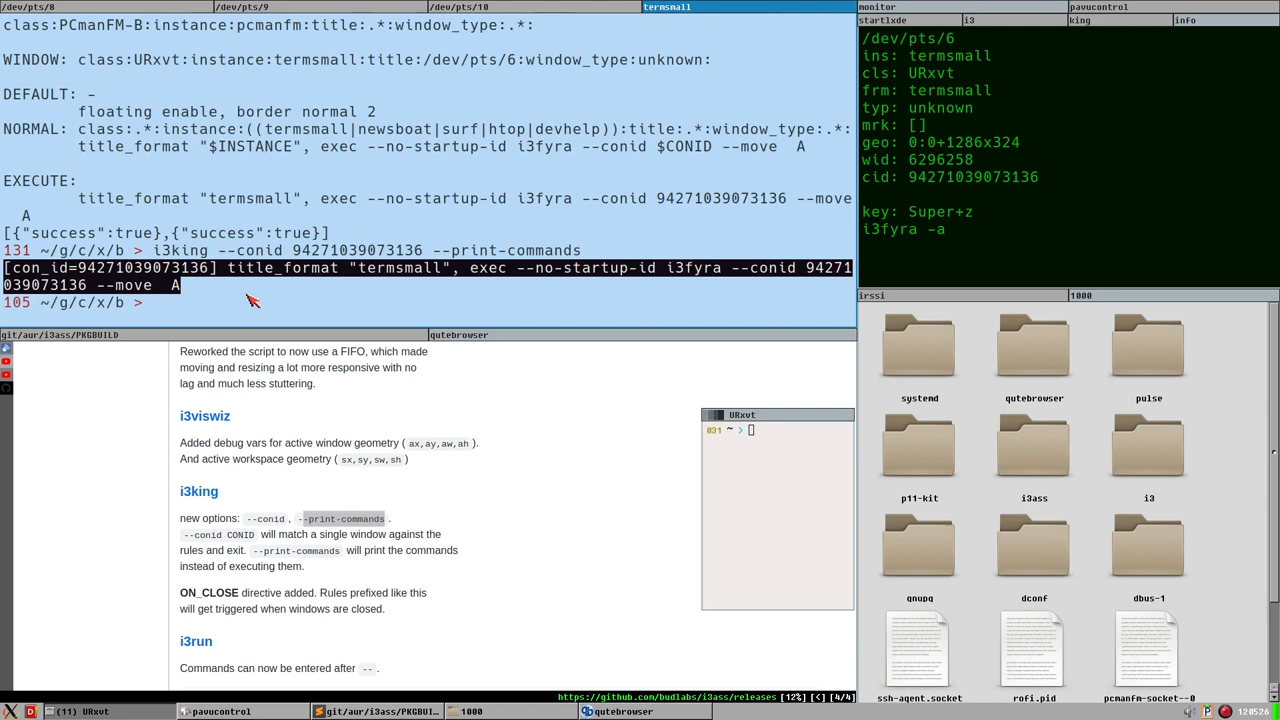 /dev/pts/8
/dev/pts/9
/dev/pts/10
termsmall
class:PCmanFM-B:instance:pcmanfm:title:.*:window_type:.*:
WINDOW: class:URxvt:instance:termsmall:title:/dev/pts/6:window_type:unknown:
DEFAULT: -
floating enable, border normal 2
NORMAL: class:.*:instance:((termsmall|newsboat|surf|htop|devhelp)):title:.*:window_type:.*:
title_format "$INSTANCE", exec --no-startup-id i3fyra --conid $CONID --move  A
EXECUTE:
title_format "termsmall", exec --no-startup-id i3fyra --conid 94271039073136 --move
A
[{"success":true},{"success":true}]
131 ~/g/c/x/b > i3king --conid 94271039073136 --print-commands
[con_id=94271039073136] title_format "termsmall", exec --no-startup-id i3fyra --conid 94271
039073136 --move  A
105 ~/g/c/x/b >
monitor
pavucontrol
startlxde
i3
king
info
/dev/pts/6
ins: termsmall
cls: URxvt
frm: termsmall
typ: unknown
mrk: []
geo: 0:0+1286x324
wid: 6296258
cid: 94271039073136
key: Super+z
i3fyra -a
git/aur/i3ass/PKGBUILD
qutebrowser
Reworked the script to now use a FIFO, which made
moving and resizing a lot more responsive with no
lag and much less stuttering.
i3viswiz
Added debug vars for active window geometry ( ax,ay,aw,ah ).
And active workspace geometry ( sx,sy,sw,sh )
i3king
new options: --conid , --print-commands .
--conid CONID will match a single window against the
rules and exit. --print-commands will print the commands
instead of executing them.
ON_CLOSE directive added. Rules prefixed like this
will get triggered when windows are closed.
i3run
Commands can now be entered after -- .
https://github.com/budlabs/i3ass/releases [12%] [<] [4/4]
URxvt
031 ~ >
irssi
1000
systemd
qutebrowser
pulse
p11-kit
i3ass
i3
gnupg
dconf
dbus-1
ssh-agent.socket
rofi.pid
pcmanfm-socket--0
(11) URxvt
pavucontrol
git/aur/i3ass/PKGBUI...
1000
qutebrowser
120526